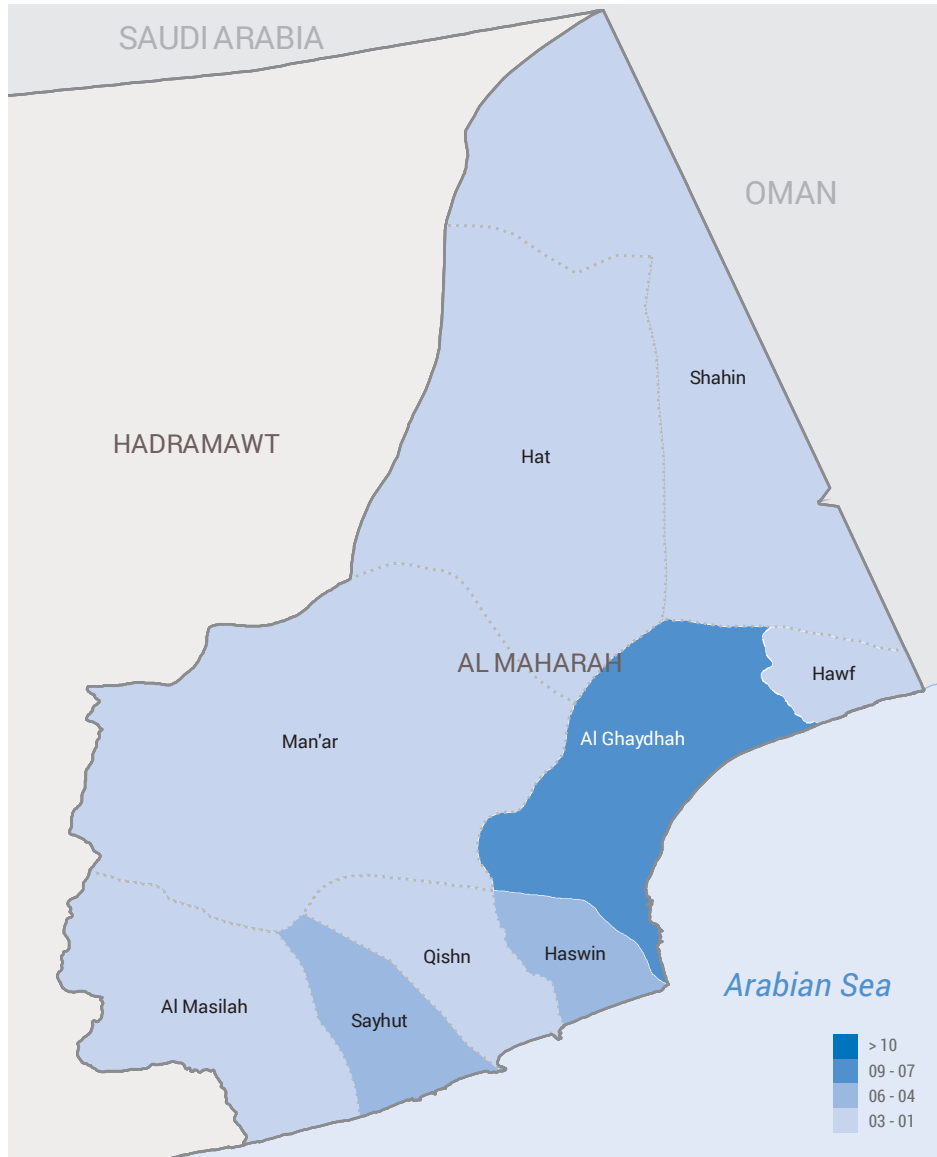 SAUDI ARABIA
OMAN
Shahin
HADRAMAWT
Hat
AL MAHARAH
Hawf
Al Ghaydhah
Man'ar
Qishn
Haswin
Arabian Sea
Al Masilah
Sayhut
> 10
09 - 07
06 - 04
03 - 01